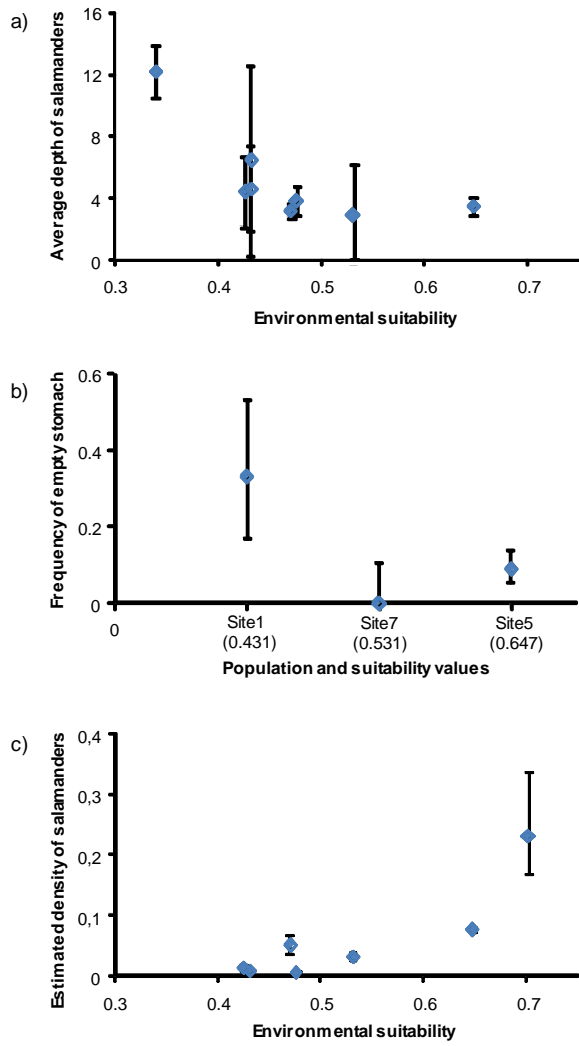 a)
Average depth of salamanders
16
12
8
4
0
0.3 0.4 0.5 0.6 0.7
Environmental suitability
b)
Frequency of empty stomach
0.6
0.4
0.2
0
0 Site1 Site7 Site5
(0.431) (0.531) (0.647)
Population and suitability values
c)
Estimated density of salamanders
0,4
0,3
0,2
0,1
0
0.3 0.4 0.5 0.6 0.7
Environmental suitability